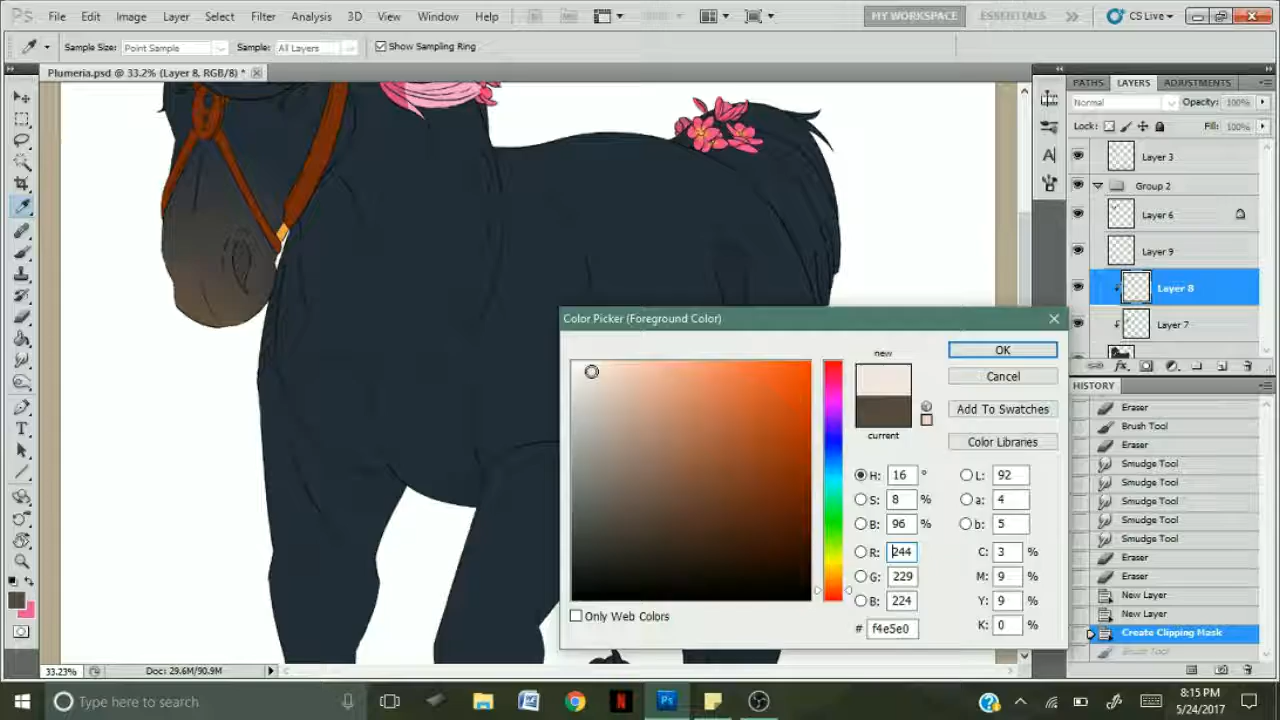 PS File Edit Image Layer Select Filter Analysis 3D View Window Help MY WORKSPACE ESSENTIALS CS Live
Sample Size: Point Sample Sample: All Layers Show Sampling Ring
Plumeria.psd @ 33.2% (Layer 8, RGB/8) *
PATHS LAYERS ADJUSTMENTS
Normal Opacity: 100%
Lock: Fill: 100%
Layer 3
Group 2
Layer 6
Layer 9
Layer 8
Layer 7
Color Picker (Foreground Color)
new
current
OK
Cancel
Add To Swatches
Color Libraries
H: 16 ° L: 92
S: 8 % a: 4
B: 96 % b: 5
R: 244 C: 3 %
G: 229 M: 9 %
B: 224 Y: 9 %
# f4e5e0 K: 0 %
Only Web Colors
HISTORY
Eraser
Brush Tool
Eraser
Smudge Tool
Smudge Tool
Smudge Tool
Smudge Tool
Smudge Tool
Eraser
Eraser
New Layer
New Layer
Create Clipping Mask
Brush Tool
33.23% Doc: 29.6M/90.9M
Type here to search
8:15 PM
5/24/2017